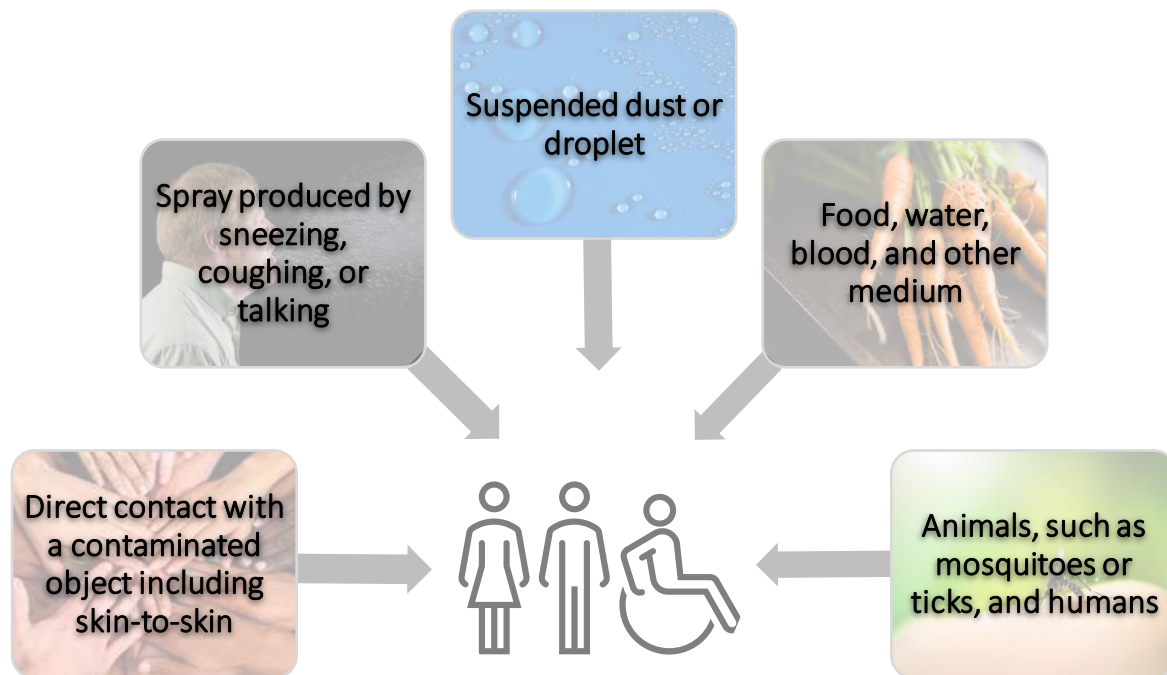 Suspended dust or
droplet
Spray produced by
sneezing,
coughing, or
talking
Food, water,
blood, and other
medium
Direct contact with
a contaminated
object including
skin-to-skin
Animals, such as
mosquitoes or
ticks, and humans